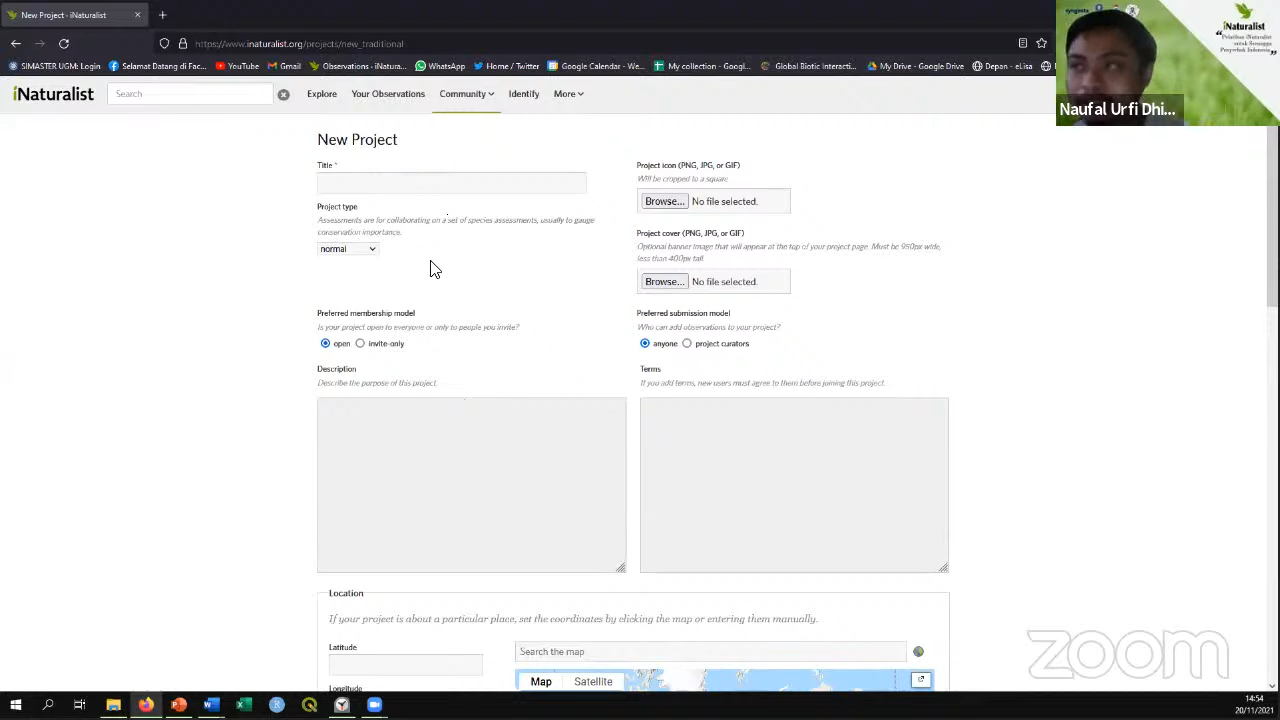 New Project · iNaturalist
https://www.inaturalist.org/projects/new_traditional
SIMASTER UGM: Login
Selamat Datang di Fac...
YouTube
Gmail
WhatsApp
Twitter. Home / Twitter
My collection - Googl...
My Drive - Google Drive
Depan - eLisa
syngenta
iNaturalist
"Pelatihan iNaturalist
untuk Serangga
Penyerbuk Indonesia"
Naufal Urfi Dhi...
iNaturalist
Search
Explore
Your Observations
Community
Identify
More
New Project
Title *
Project type
Assessments are for collaborating on a set of species assessments, usually to gauge
conservation importance.
normal
Project icon (PNG, JPG, or GIF)
Will be cropped to a square
Browse... No file selected.
Project cover (PNG, JPG, or GIF)
Optional banner image that will appear at the top of your project page. Must be 950px wide,
less than 400px tall.
Browse... No file selected.
Preferred membership model
Is your project open to everyone or only to people you invite?
open invite-only
Preferred submission model
Who can add observations to your project?
anyone project curators
Description
Describe the purpose of this project.
Terms
If you add terms, new users must agree to them before joining this project.
Location
If your project is about a particular place, set the coordinates by clicking the map or entering them manually.
Latitude
Search the map
Longitude
Map Satellite
zoom
14:54
20/11/2021